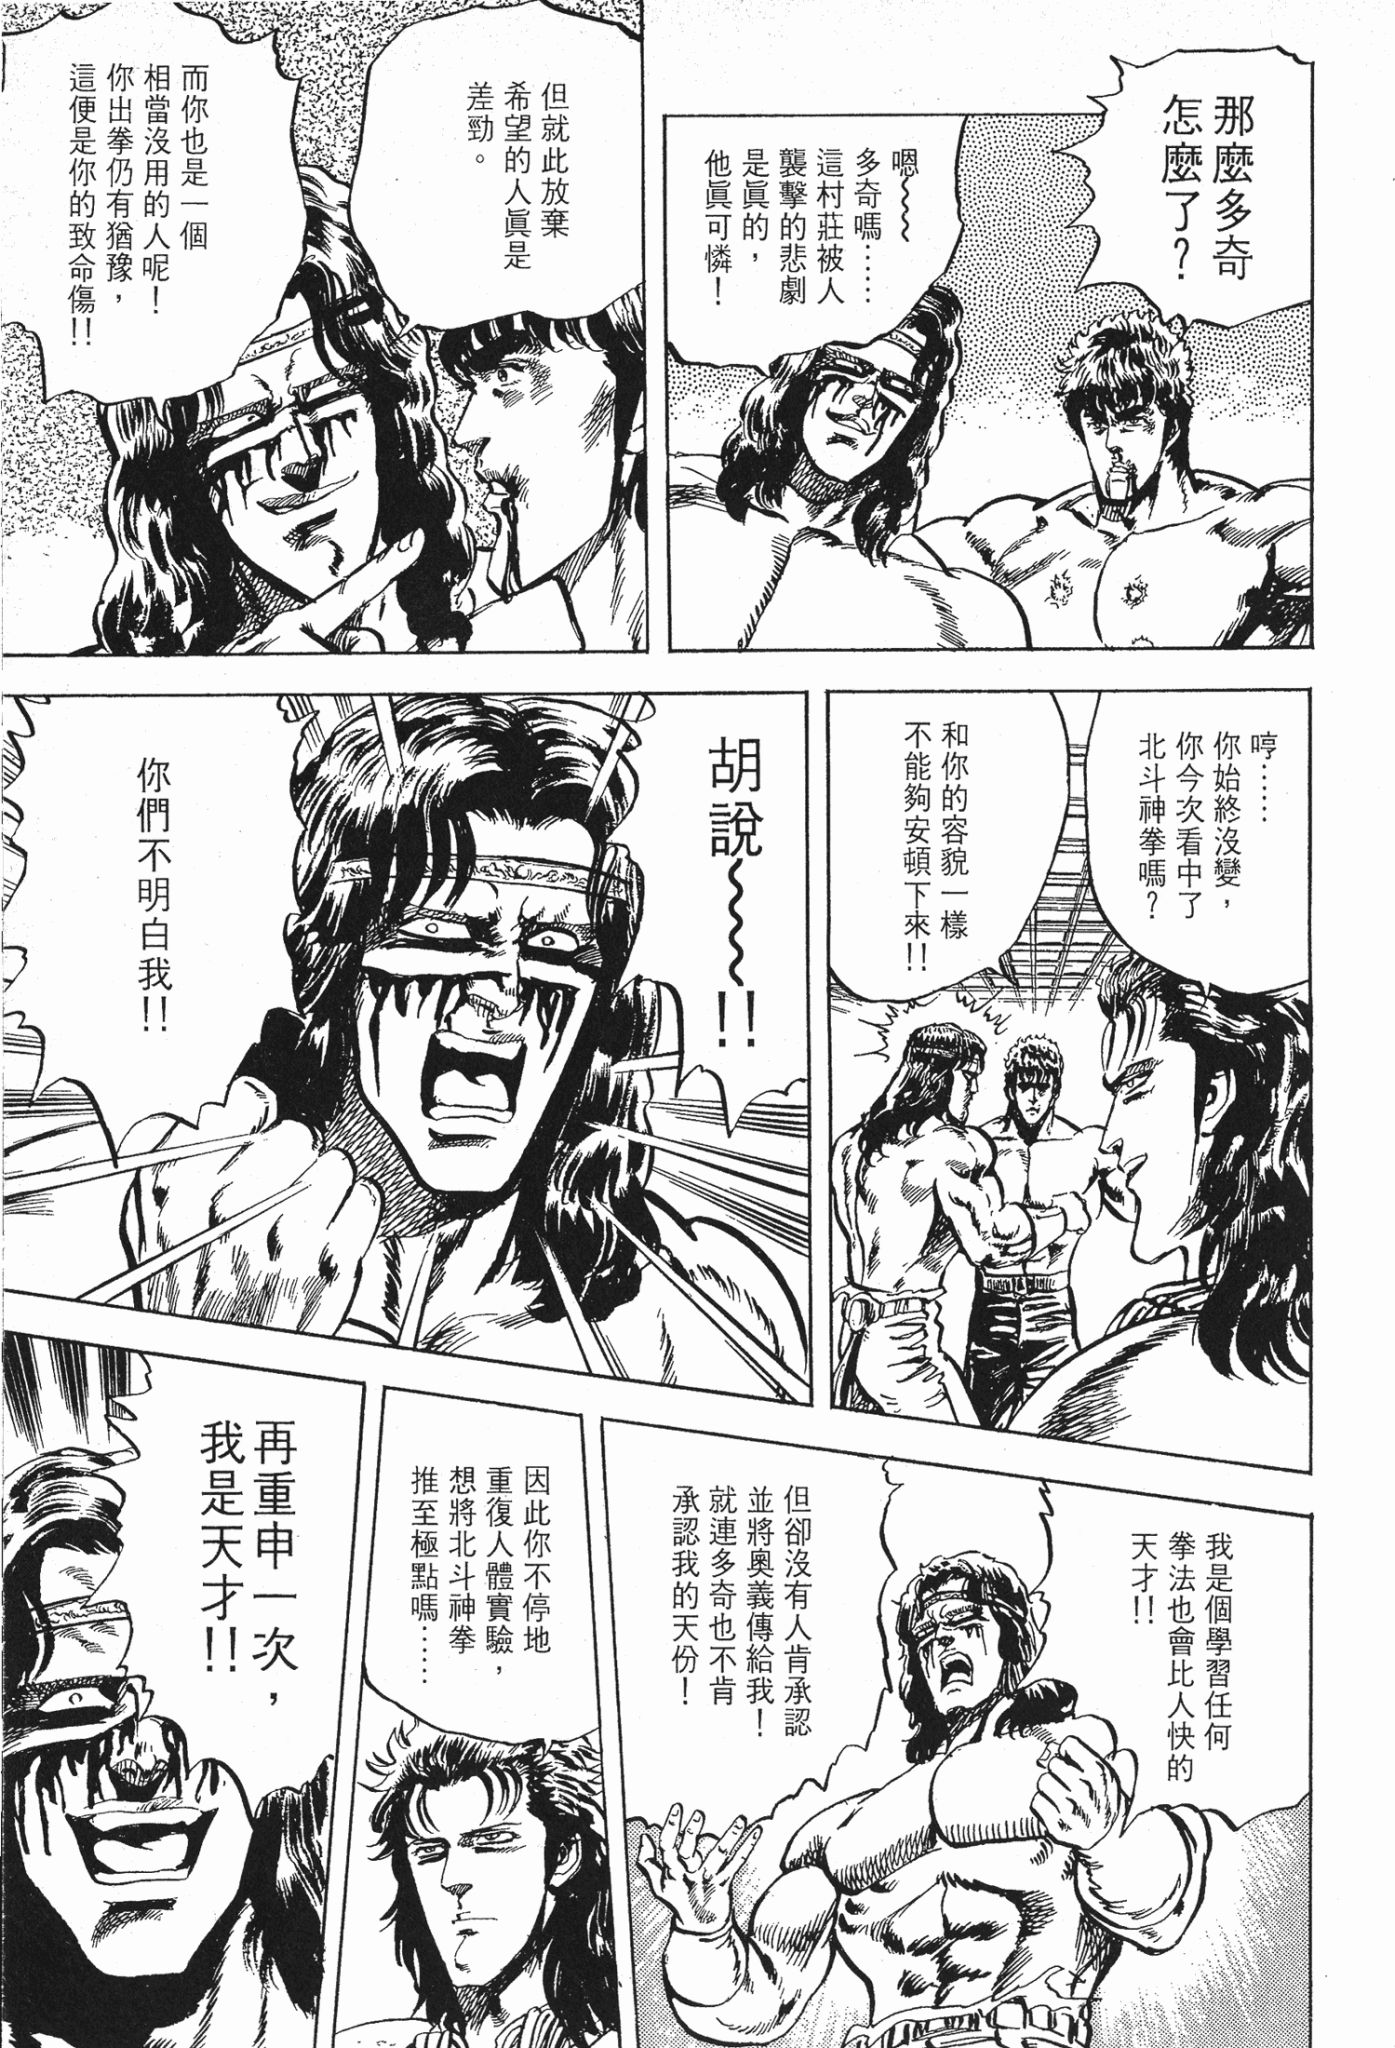 那麼多奇
怎麼了？
嗯～～～
多奇嗎……
這村莊被人
襲擊的悲劇
是眞的，
他眞可憐！
但就此放棄
希望的人眞是
差勁。
而你也是一個
相當沒用的人呢！
你出拳仍有猶豫，
這便是你的致命傷!!
哼……
你始終沒變，
你今次看中了
北斗神拳嗎？
和你的容貌一樣
不能夠安頓下來!!
胡說～～～!!
你們不明白我!!
我是個學習任何
拳法也會比人快的
天才!!
但卻沒有人肯承認
並將奧義傳給我！
就連多奇也不肯
承認我的天份！
因此你不停地
重復人體實驗，
想將北斗神拳
推至極點嗎……
再重申一次，
我是天才!!